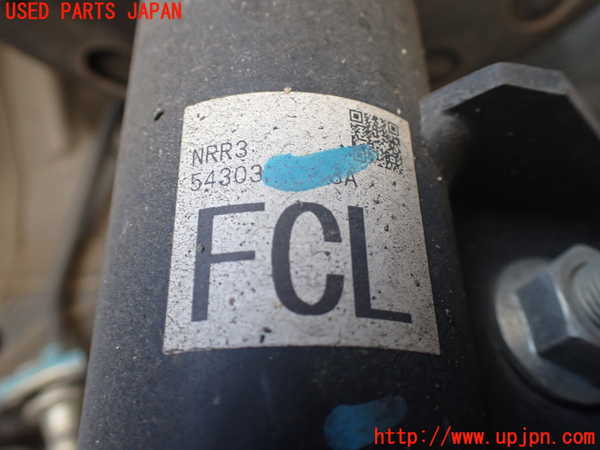 USED PARTS JAPAN
NRR3
54303
FCL
http://www.upjpn.com/